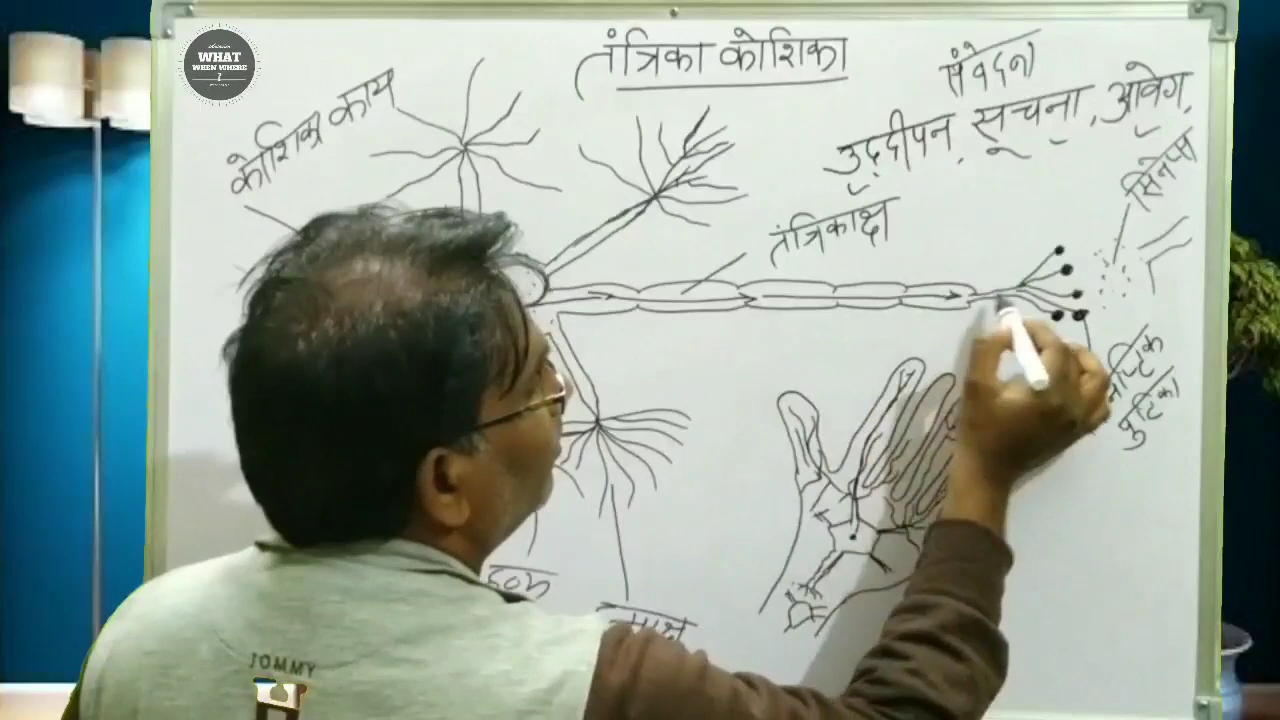 WHAT
WHEN WHERE
?
तंत्रिका कोशिका
संवेदना
उद्दीपन, सूचना, आवेग,
कोशिका काय
सिनेप्स
तंत्रिकाक्ष
JOMMY